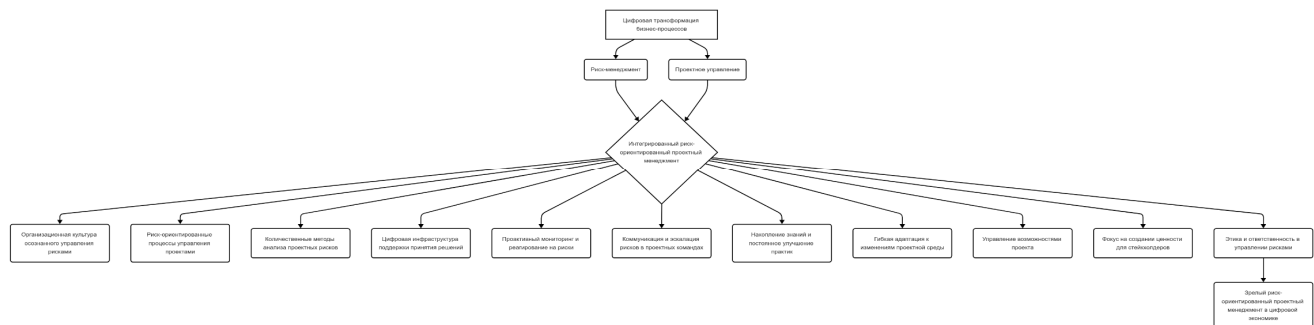 Цифровая трансформация
бизнес-процессов
Риск-менеджмент
Проектное управление
Интегрированный риск-
ориентированный проектный
менеджмент
Организационная культура
осознанного управления
рисками
Риск-ориентированные
процессы управления
проектами
Количественные методы
анализа проектных рисков
Цифровая инфраструктура
поддержки принятия решений
Проактивный мониторинг и
реагирование на риски
Коммуникация и эскалация
рисков в проектных командах
Накопление знаний и
постоянное улучшение
практик
Гибкая адаптация к
изменениям проектной среды
Управление возможностями
проекта
Фокус на создании ценности
для стейкхолдеров
Этика и ответственность в
управлении рисками
Зрелый риск-
ориентированный проектный
менеджмент в цифровой
экономике